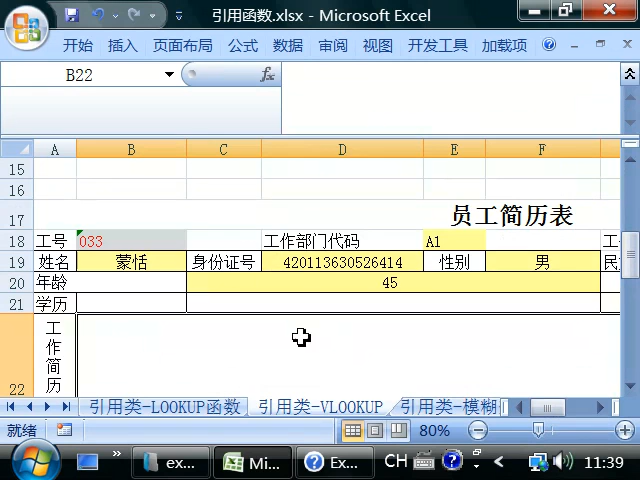 引用函数.xlsx - Microsoft Excel
开始 插入 页面布局 公式 数据 审阅 视图 开发工具 加载项
B22 fx
A B C D E F
15
16
17 员工简历表
18 工号 033 工作部门代码 A1
19 姓名 蒙恬 身份证号 420113630526414 性别 男
20 年龄 45
21 学历
工
作
简
22 历
引用类-LOOKUP函数 引用类-VLOOKUP 引用类-模糊
就绪 80%
ex... Mi... Ex... CH 11:39